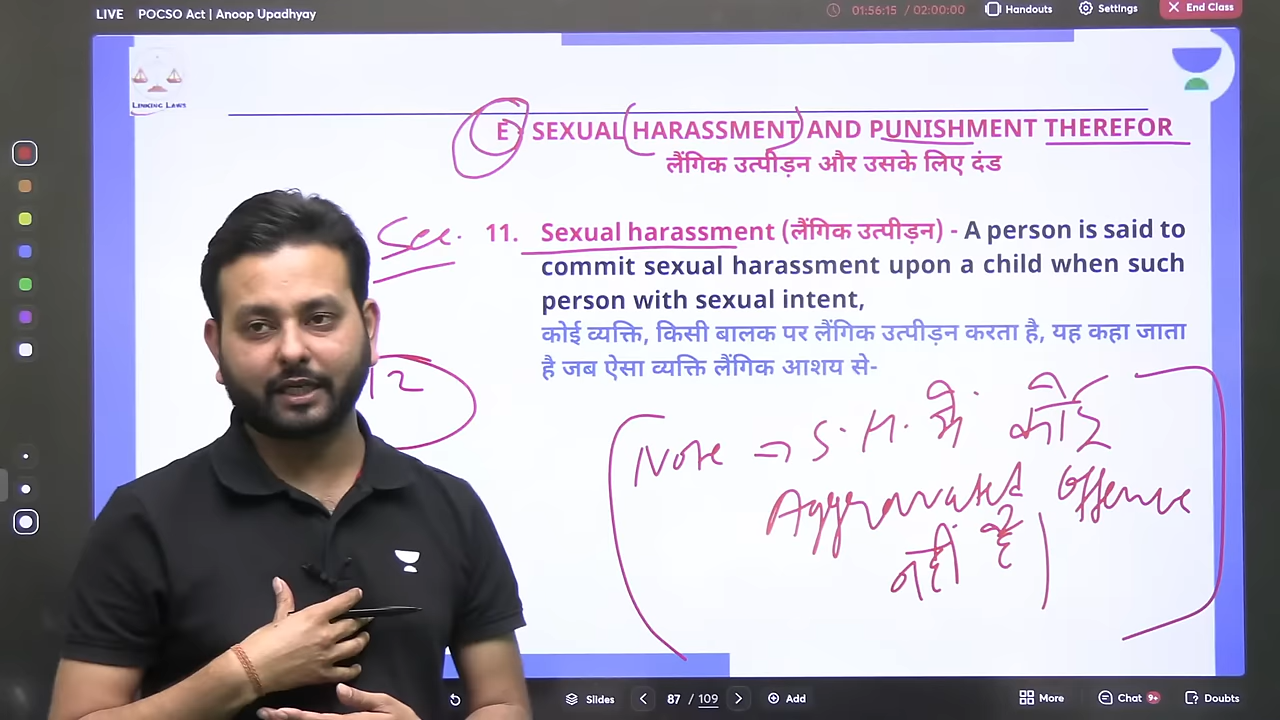 LIVE POCSO Act | Anoop Upadhyay 01:56:15 / 02:00:00 Handouts Settings End Class
LINKING LAWS
E) SEXUAL (HARASSMENT) AND PUNISHMENT THEREFOR
लैंगिक उत्पीड़न और उसके लिए दंड
Sec. 11. Sexual harassment (लैंगिक उत्पीड़न) - A person is said to
commit sexual harassment upon a child when such
person with sexual intent,
कोई व्यक्ति, किसी बालक पर लैंगिक उत्पीड़न करता है, यह कहा जाता
है जब ऐसा व्यक्ति लैंगिक आशय से-
12
Note ⇒ S.H. में कोई
Aggravated offence
नहीं है|
Slides 87 / 109 Add More Chat 9+ Doubts